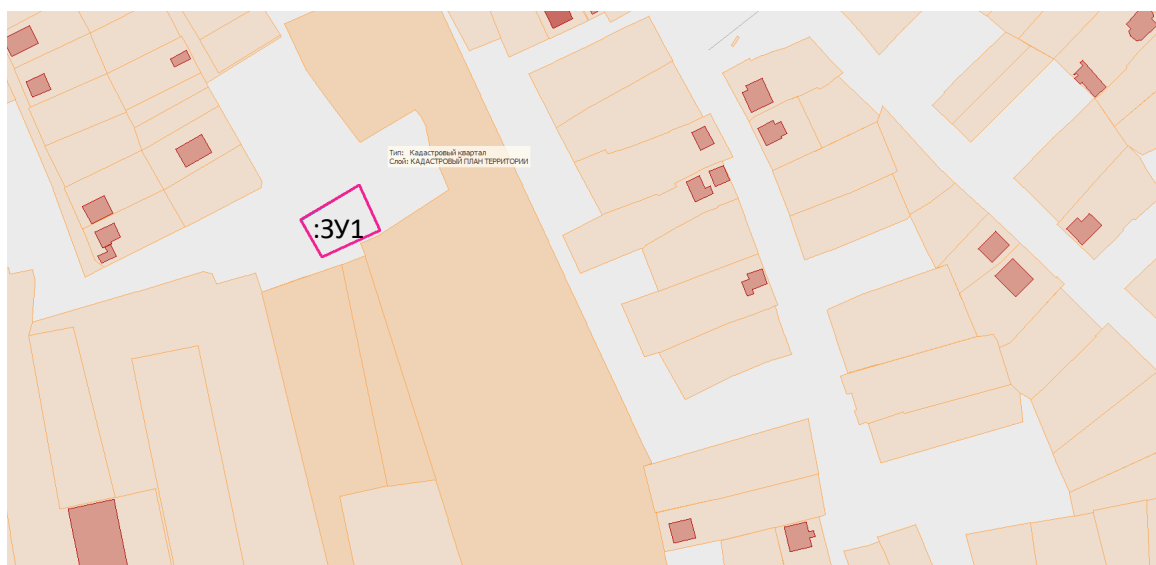 Тип: Кадастровый квартал
Слой: КАДАСТРОВЫЙ ПЛАН ТЕРРИТОРИИ
:ЗУ1